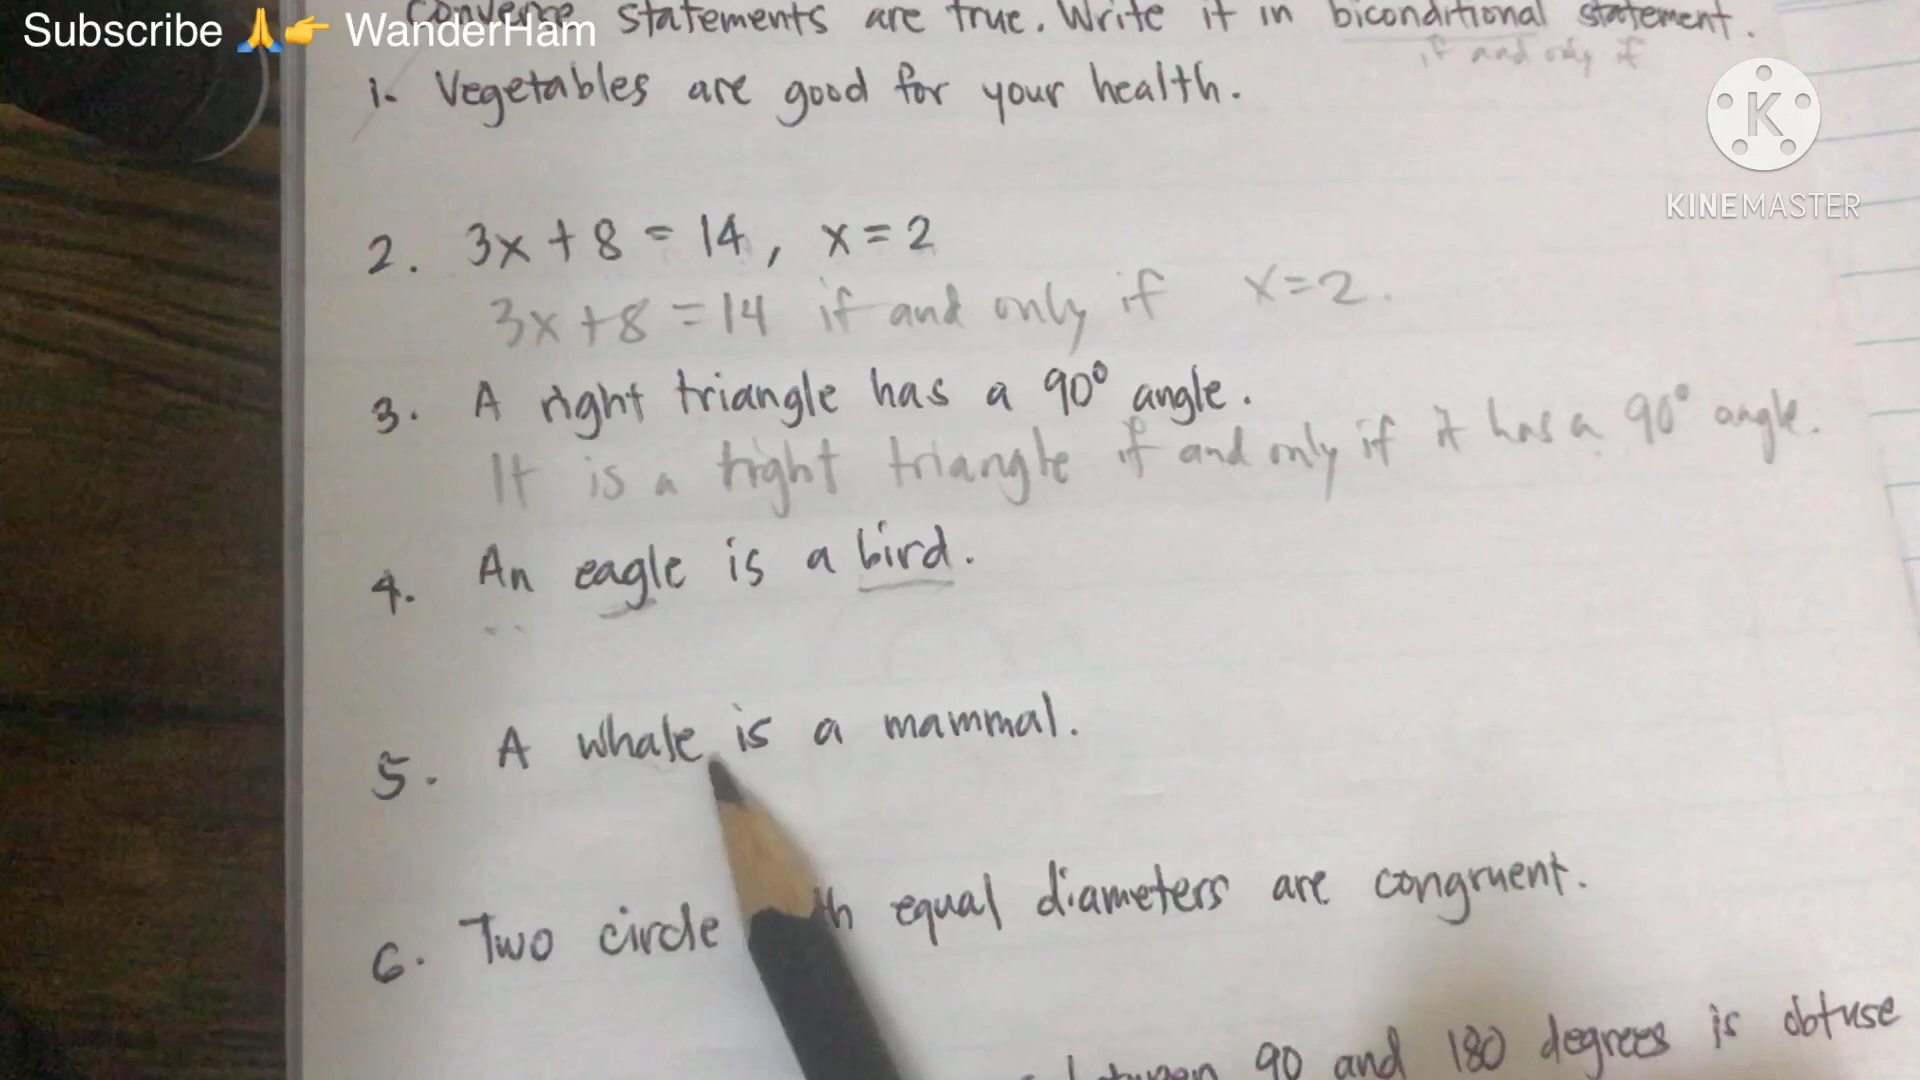 Subscribe 🙏👉 WanderHam
Converse statements are true. Write it in biconditional statement.
if and only if
1. Vegetables are good for your health.
K
KINEMASTER
2. 3x + 8 = 14, x = 2
3x + 8 = 14 if and only if x = 2.
3. A right triangle has a 90° angle.
It is a right triangle if and only if it has a 90° angle.
4. An eagle is a bird.
5. A whale is a mammal.
6. Two circle equal diameters are congruent.
between 90 and 180 degrees is obtuse